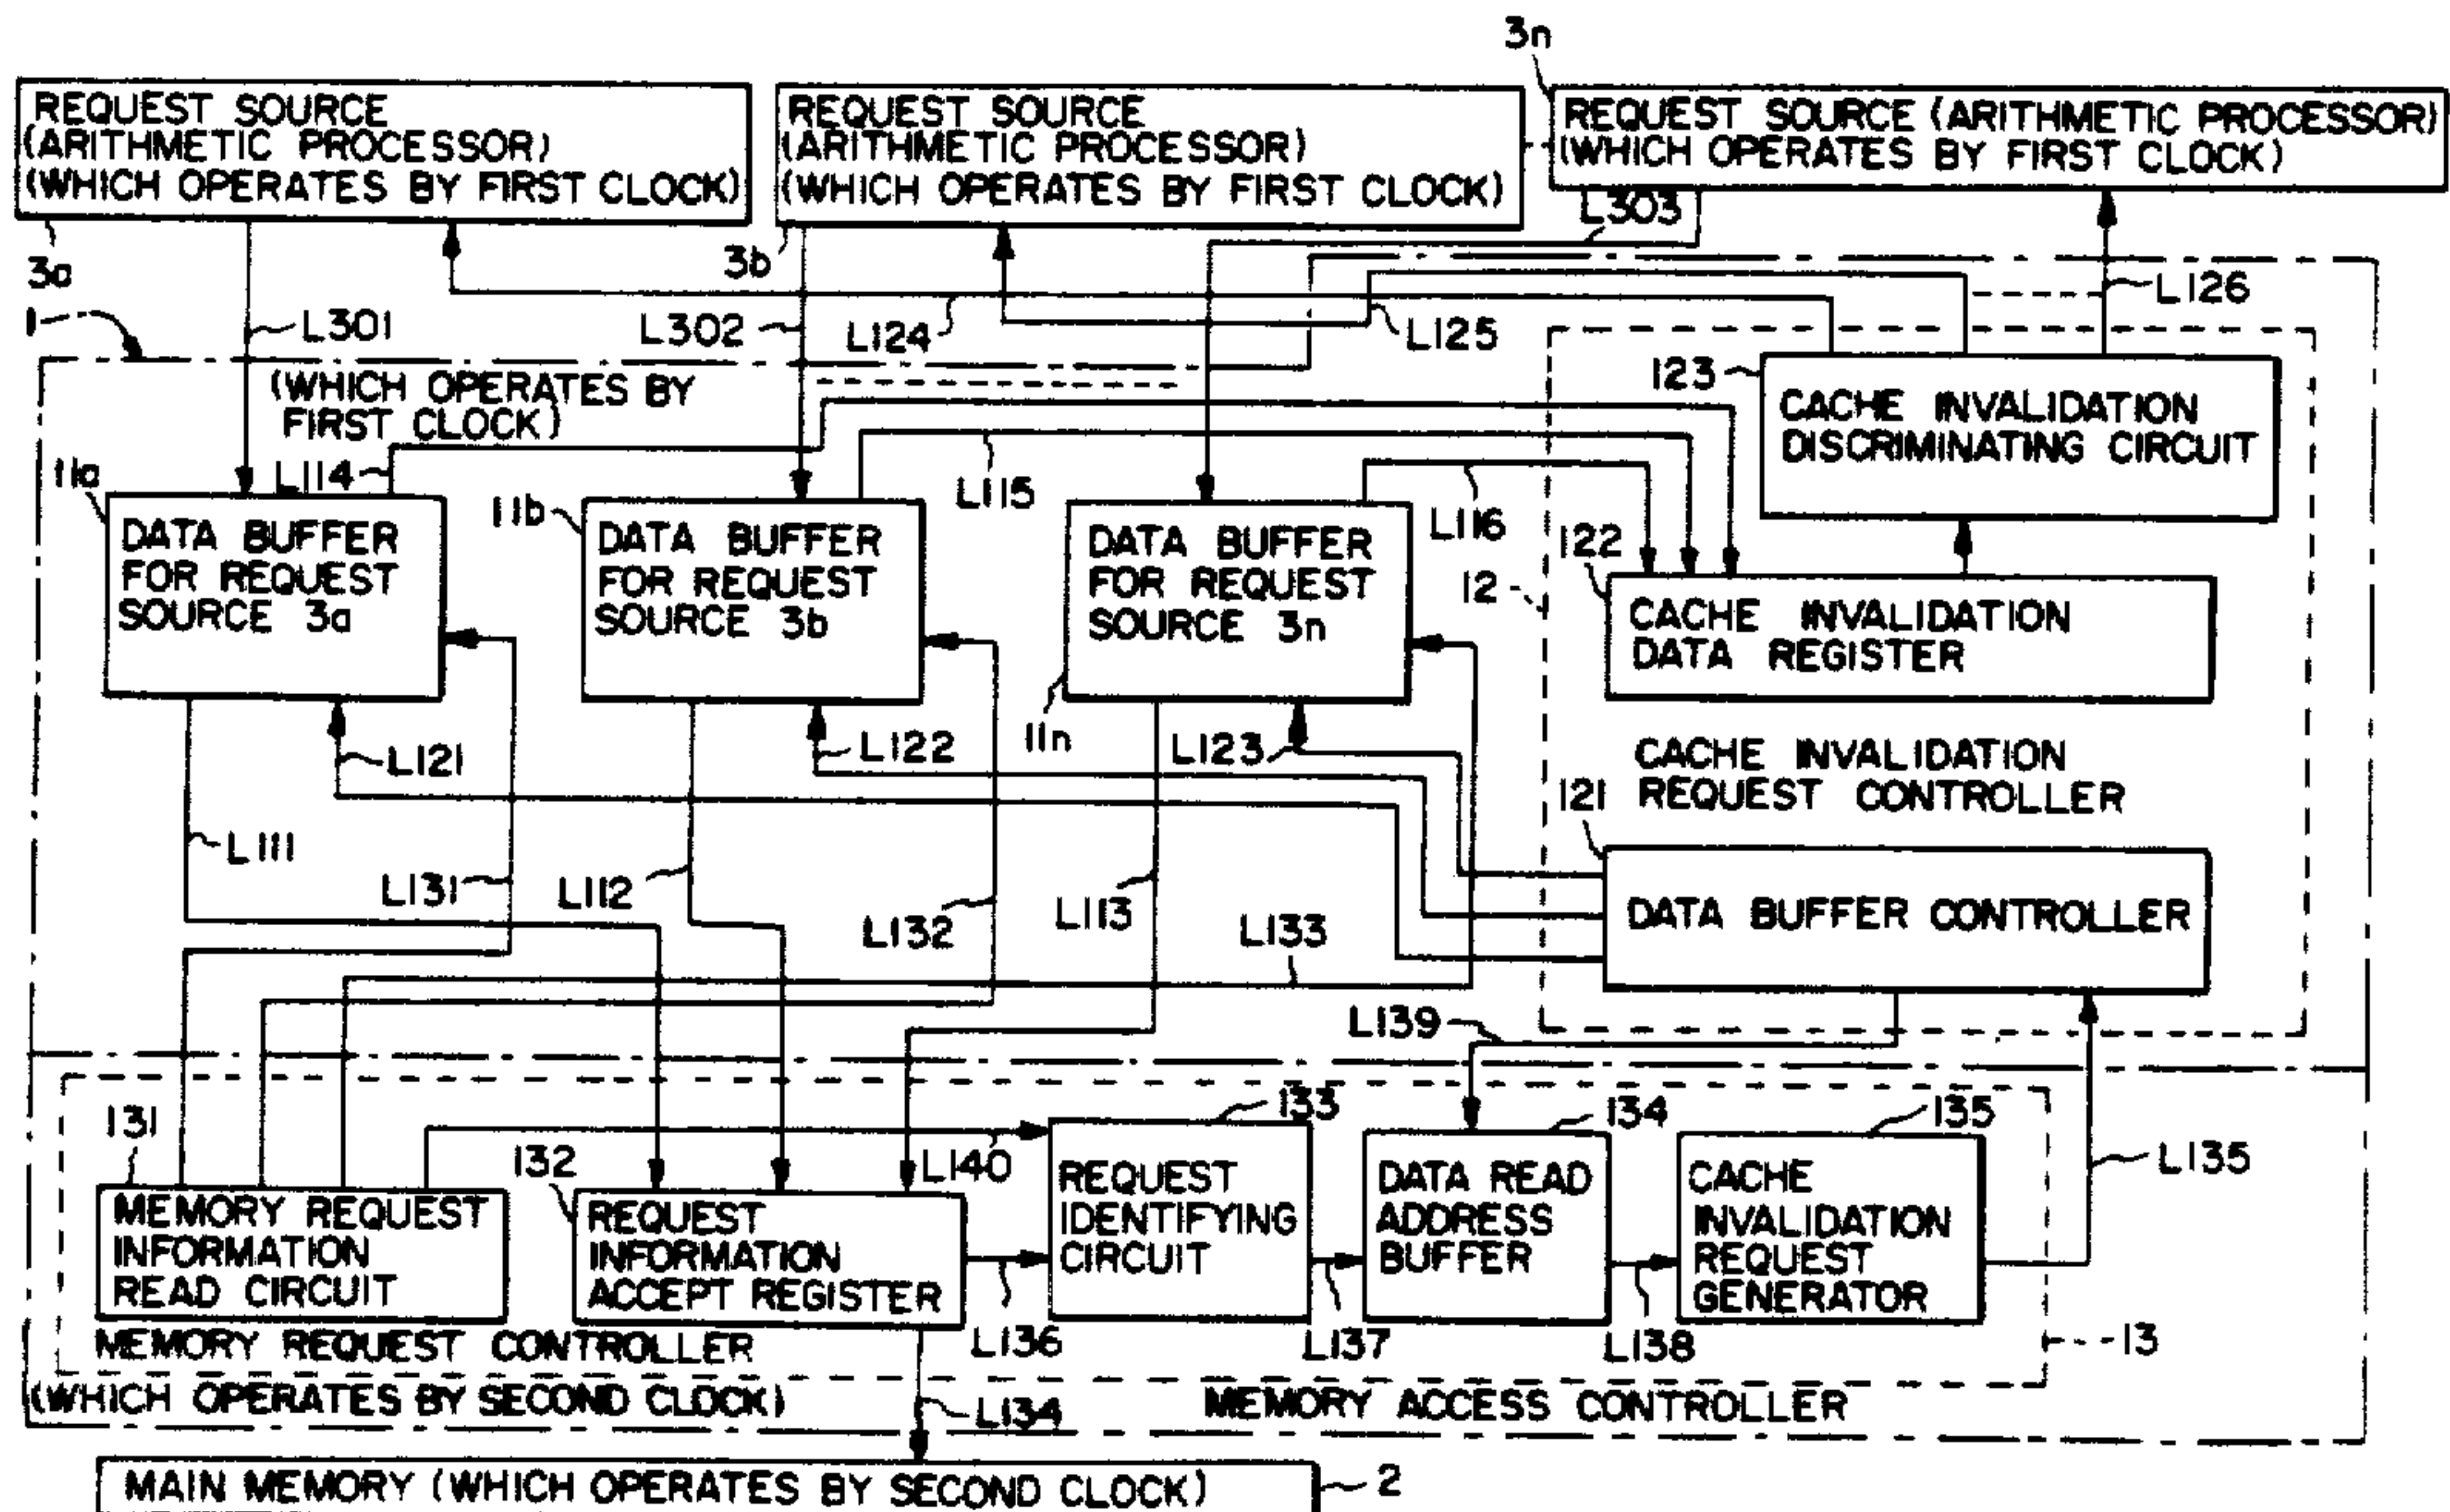 3n
REQUEST SOURCE
(ARITHMETIC PROCESSOR)
(WHICH OPERATES BY FIRST CLOCK)
REQUEST SOURCE
(ARITHMETIC PROCESSOR)
(WHICH OPERATES BY FIRST CLOCK)
REQUEST SOURCE (ARITHMETIC PROCESSOR)
(WHICH OPERATES BY FIRST CLOCK)
3a
3b
L303
1
L301
L302
L124
L125
L126
(WHICH OPERATES BY
FIRST CLOCK)
123
CACHE INVALIDATION
DISCRIMINATING CIRCUIT
11a
L114
11b
L115
L116
122
12
DATA BUFFER
FOR REQUEST
SOURCE 3a
DATA BUFFER
FOR REQUEST
SOURCE 3b
DATA BUFFER
FOR REQUEST
SOURCE 3n
CACHE INVALIDATION
DATA REGISTER
11n
L121
L122
L123
CACHE INVALIDATION
REQUEST CONTROLLER
121
L111
L131
L112
L132
L113
L133
DATA BUFFER CONTROLLER
L139
131
132
L140
133
134
135
L135
MEMORY REQUEST
INFORMATION
READ CIRCUIT
REQUEST
INFORMATION
ACCEPT REGISTER
REQUEST
IDENTIFYING
CIRCUIT
DATA READ
ADDRESS
BUFFER
CACHE
INVALIDATION
REQUEST
GENERATOR
L136
L137
L138
13
MEMORY REQUEST CONTROLLER
(WHICH OPERATES BY SECOND CLOCK)
L134
MEMORY ACCESS CONTROLLER
MAIN MEMORY (WHICH OPERATES BY SECOND CLOCK)
2